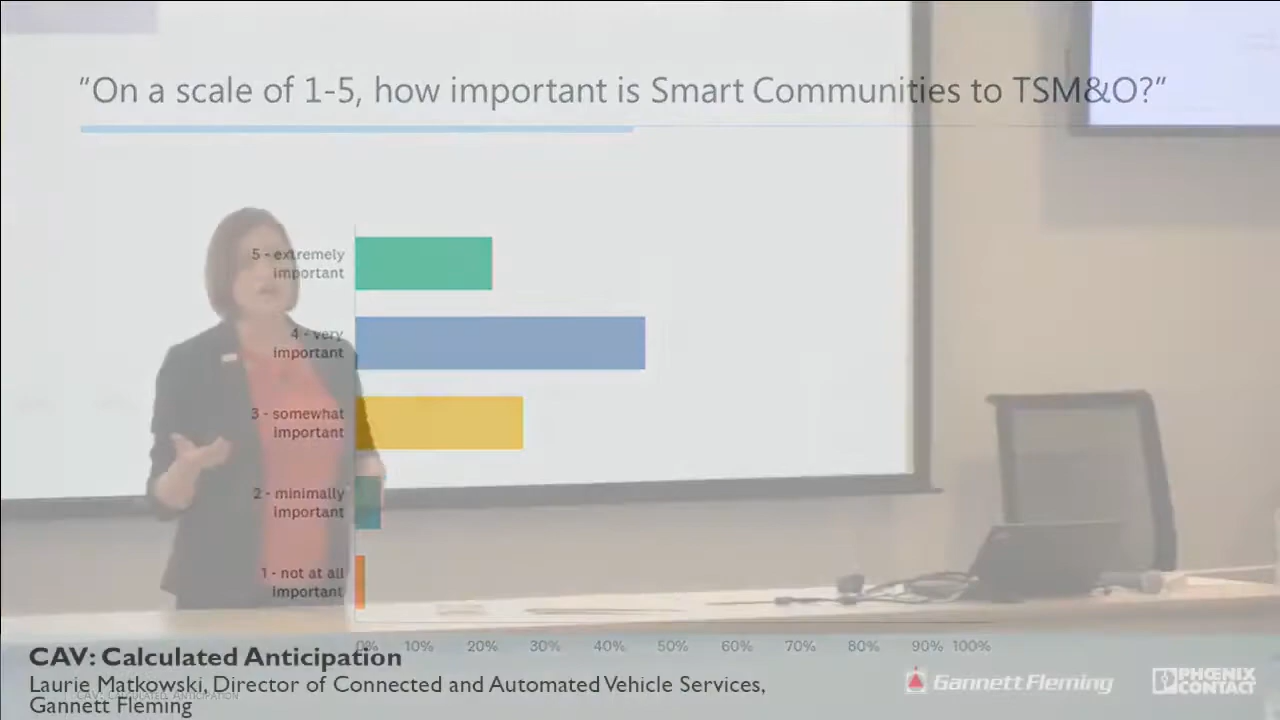 "On a scale of 1-5, how important is Smart Communities to TSM&O?"
5 - extremely
important
4 - very
important
3 - somewhat
important
2 - minimally
important
1 - not at all
important
0% 10% 20% 30% 40% 50% 60% 70% 80% 90% 100%
CAV: Calculated Anticipation
Laurie Matkowski, Director of Connected and Automated Vehicle Services,
CAV: CALCULATED ANTICIPATION
Gannett Fleming
Gannett Fleming
PHOENIX
CONTACT